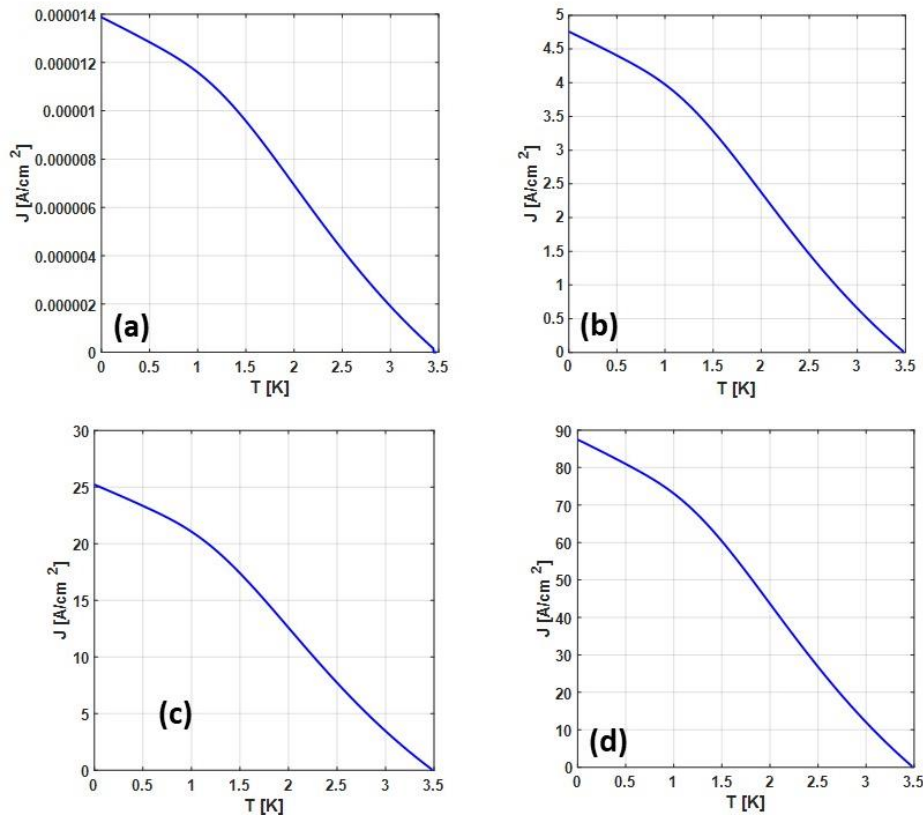 0.000014
0.000012
0.00001
0.000008
0.000006
0.000004
0.000002
0
J [A/cm 2]
(a)
0 0.5 1 1.5 2 2.5 3 3.5
T [K]
5
4.5
4
3.5
3
2.5
2
1.5
1
0.5
0
J [A/cm 2]
(b)
0 0.5 1 1.5 2 2.5 3 3.5
T [K]
30
25
20
15
10
5
0
J [A/cm 2]
(c)
0 0.5 1 1.5 2 2.5 3 3.5
T [K]
90
80
70
60
50
40
30
20
10
0
J [A/cm 2]
(d)
0 0.5 1 1.5 2 2.5 3 3.5
T [K]